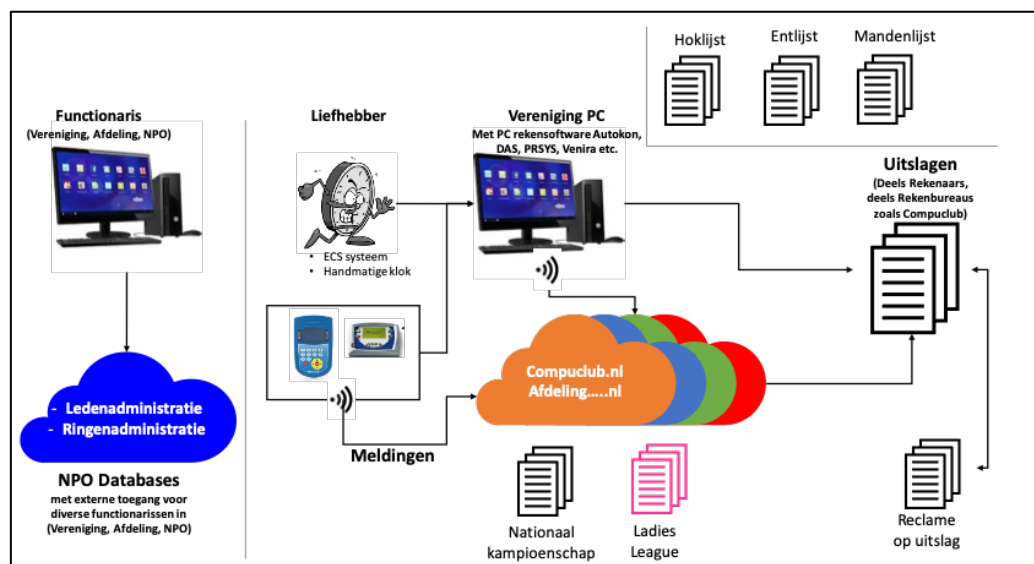 Hoklijst
Entlijst
Mandenlijst
Functionaris
(Vereniging, Afdeling, NPO)
Liefhebber
Vereniging PC
Met PC rekensoftware Autokon,
DAS, PRSYS, Venira etc.
Uitslagen
(Deels Rekenaars,
deels Rekenbureaus
zoals Compuclub)
• ECS systeem
• Handmatige klok
Compuclub.nl
Afdeling…..nl
- Ledenadministratie
- Ringenadministratie
Meldingen
NPO Databases
met externe toegang voor
diverse functionarissen in
(Vereniging, Afdeling, NPO)
Nationaal
kampioenschap
Ladies
League
Reclame
op uitslag